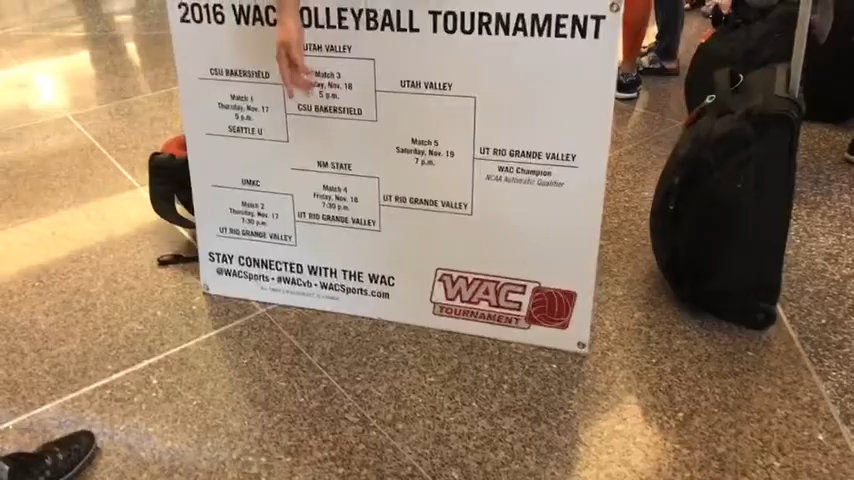 2016 WAC VOLLEYBALL TOURNAMENT
UTAH VALLEY
CSU BAKERSFIELD
Match 3
Nov. 18
5 p.m.
UTAH VALLEY
Match 1
Thursday, Nov. 17
5 p.m.
CSU BAKERSFIELD
SEATTLE U
Match 5
Saturday, Nov. 19
7 p.m.
UT RIO GRANDE VALLEY
WAC Champion
NCAA Automatic Qualifier
NM STATE
UMKC
Match 4
Friday, Nov. 18
7:30 p.m.
UT RIO GRANDE VALLEY
Match 2
Thursday, Nov. 17
7:30 p.m.
UT RIO GRANDE VALLEY
UT RIO GRANDE VALLEY
STAY CONNECTED WITH THE WAC
@WACSports • #WACvb • WACSports.com
WAC
TOURNAMENT